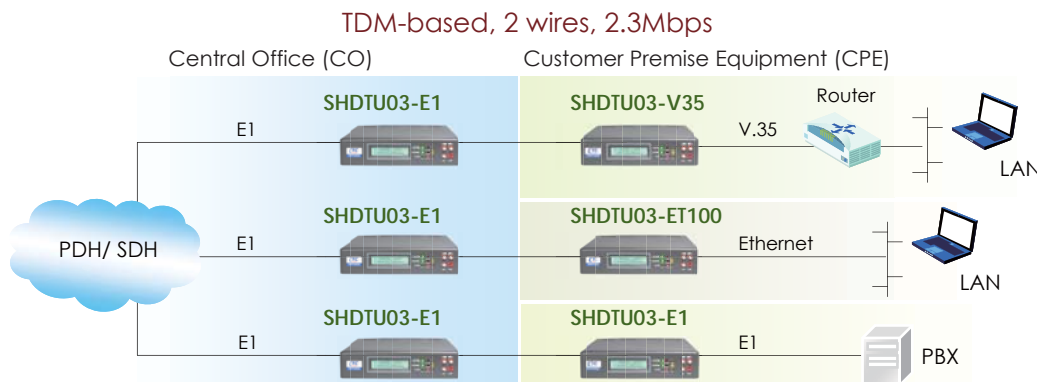 TDM-based, 2 wires, 2.3Mbps
Central Office (CO)
Customer Premise Equipment (CPE)
SHDTU03-E1
SHDTU03-V35
Router
E1
V.35
LAN
SHDTU03-E1
SHDTU03-ET100
PDH/ SDH
E1
Ethernet
LAN
SHDTU03-E1
SHDTU03-E1
E1
E1
PBX